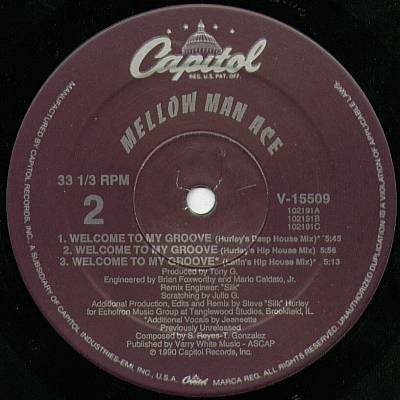 Capitol
REG. U.S. PAT. OFF.
MELLOW MAN ACE
33 1/3 RPM
V-15509
2
102191A
102191B
102191C
1. WELCOME TO MY GROOVE (Hurley's Deep House Mix)* 5:45
2. WELCOME TO MY GROOVE (Hurley's Hip House Mix)* 5:56
3. WELCOME TO MY GROOVE* (Latin's Hip House Mix)* 5:13
Produced by Tony G.
Engineered by Brian Foxworthy and Mario Caldato, Jr.
Remix Engineer: "Silk"
Scratching by Julio G.
Additional Production, Edits and Remix by Steve "Silk" Hurley
for Echotron Music Group at Tanglewood Studios, Brookfield, IL.
*Additional Vocals by Jeanette
Previously Unreleased
Composed by S. Reyes-T. Gonzalez
Published by Varry White Music - ASCAP
℗ 1990 Capitol Records, Inc.
MANUFACTURED BY CAPITOL RECORDS, INC., A SUBSIDIARY OF CAPITOL INDUSTRIES-EMI, INC., U.S.A. Capitol MARCA REG. ALL RIGHTS RESERVED. UNAUTHORIZED DUPLICATION IS A VIOLATION OF APPLICABLE LAWS.